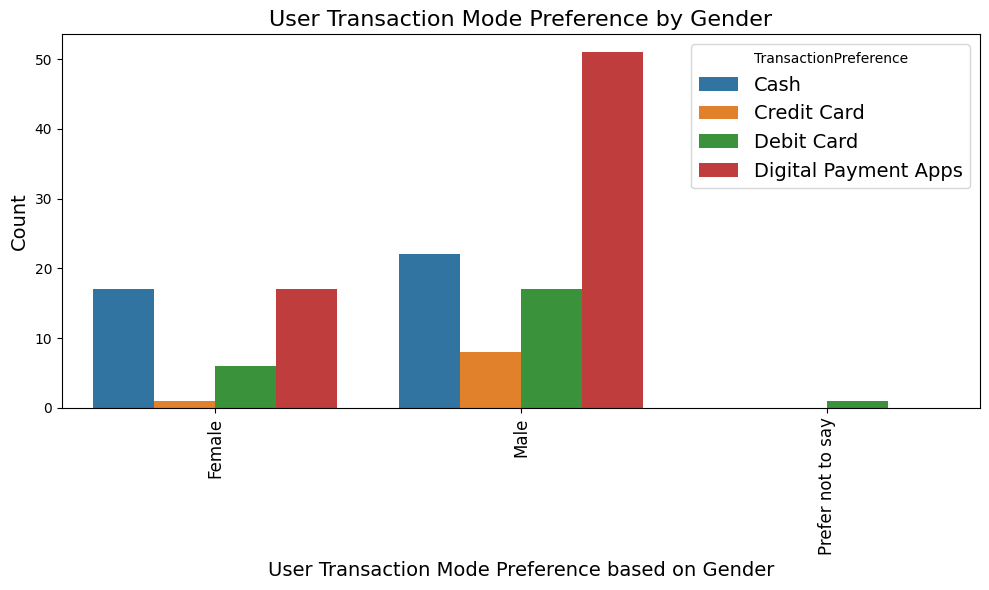 User Transaction Mode Preference by Gender
TransactionPreference
Cash
Credit Card
Debit Card
Digital Payment Apps
Count
50
40
30
20
10
0
Female
Male
Prefer not to say
User Transaction Mode Preference based on Gender